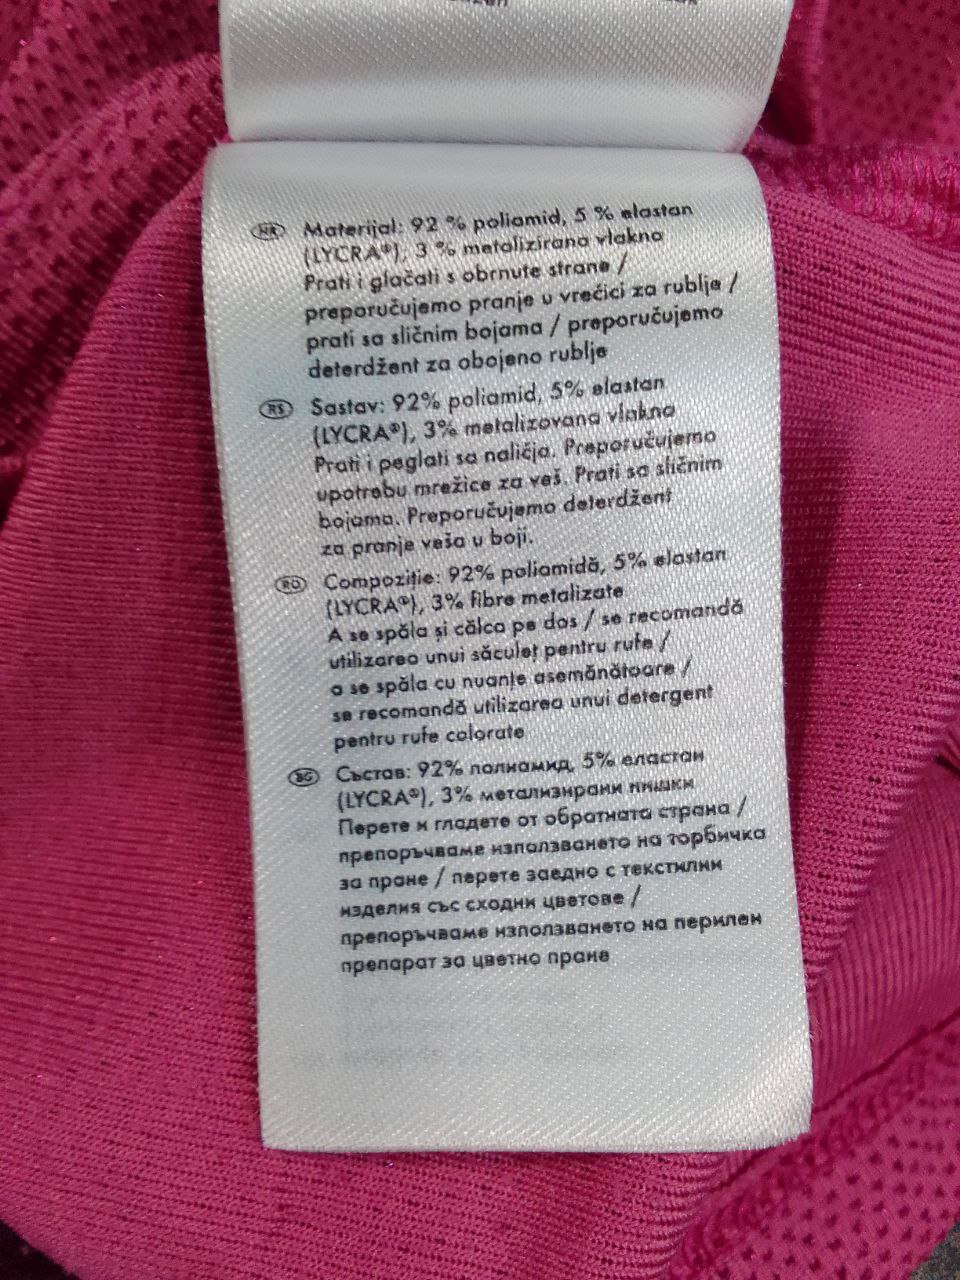 HR Materijal: 92 % poliamid, 5 % elastan
(LYCRA®), 3 % metalizirana vlakna
Prati i glačati s obrnute strane /
preporučujemo pranje u vrećici za rublje /
prati sa sličnim bojama / preporučujemo
deterdžent za obojeno rublje
RS Sastav: 92% poliamid, 5% elastan
(LYCRA®), 3% metalizovana vlakna
Prati i peglati sa naličja. Preporučujemo
upotrebu mrežice za veš. Prati sa sličnim
bojama. Preporučujemo deterdžent
za pranje veša u boji.
RO Compoziție: 92% poliamidă, 5% elastan
(LYCRA®), 3% fibre metalizate
A se spăla și călca pe dos / se recomandă
utilizarea unui săculeț pentru rufe /
a se spăla cu nuanțe asemănătoare /
se recomandă utilizarea unui detergent
pentru rufe colorate
BG Състав: 92% полиамид, 5% еластан
(LYCRA®), 3% метализирани нишки
Перете и гладете от обратната страна /
препоръчваме използването на торбичка
за пране / перете заедно с текстилни
изделия със сходни цветове /
препоръчваме използването на перилен
препарат за цветно пране